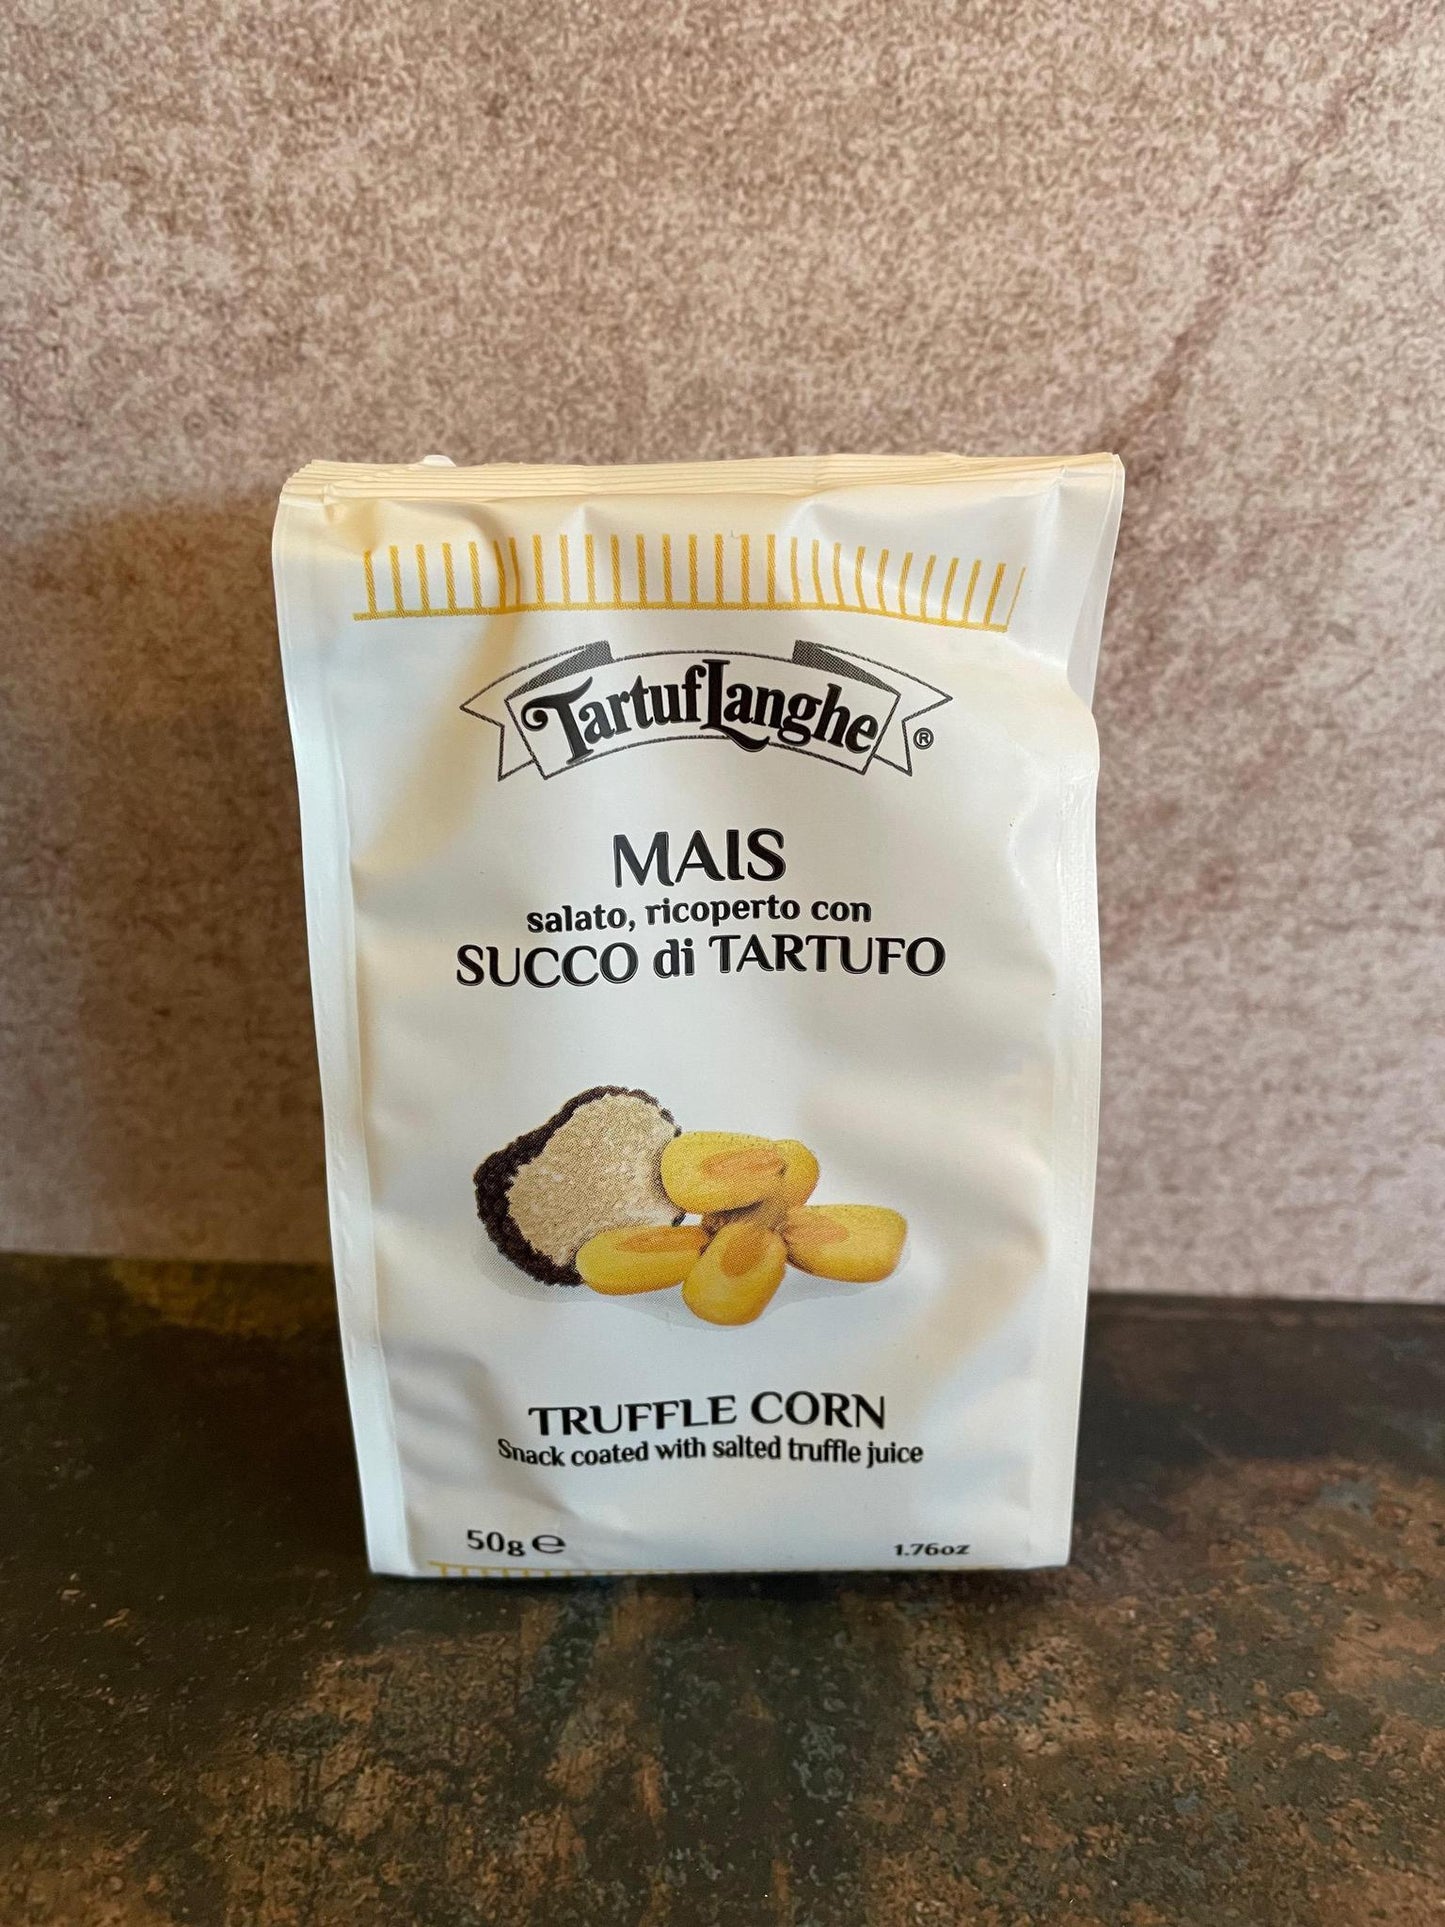 TartufLanghe®
MAIS
salato, ricoperto con
SUCCO di TARTUFO
TRUFFLE CORN
Snack coated with salted truffle juice
50g ℮ 1.76oz